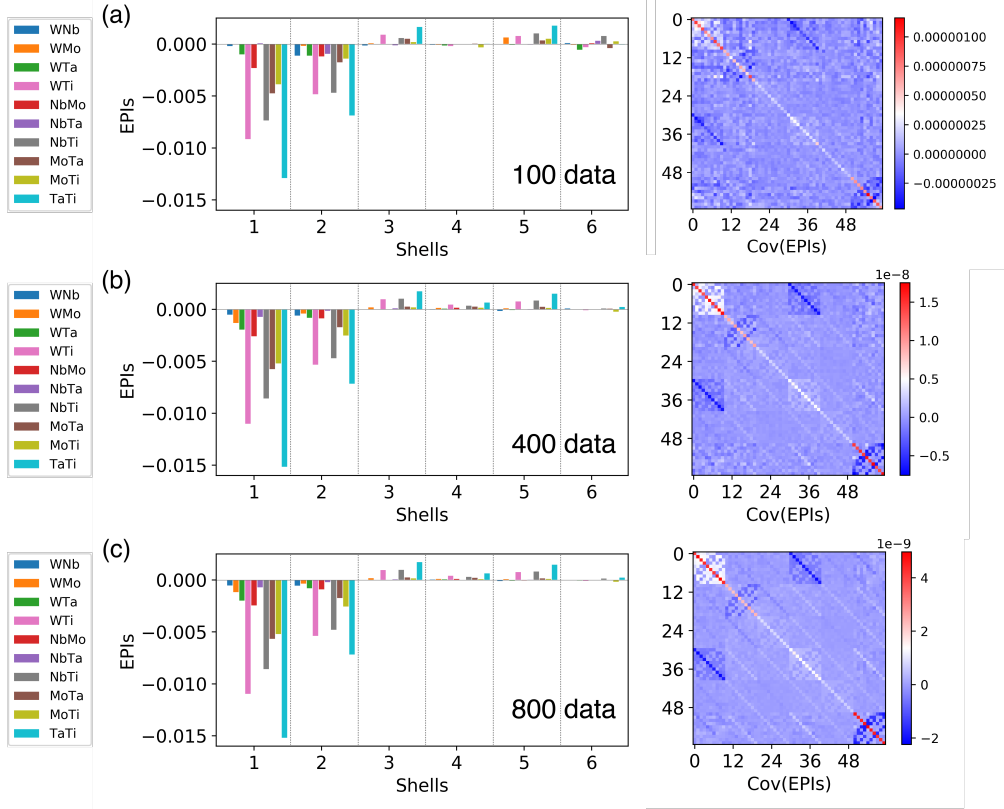 (a)
WNb
WMo
WTa
WTi
NbMo
NbTa
NbTi
MoTa
MoTi
TaTi
EPIs
0.000
−0.005
−0.010
−0.015
100 data
1 2 3 4 5 6
Shells
0
12
24
36
48
0 12 24 36 48
Cov(EPIs)
0.00000100
0.00000075
0.00000050
0.00000025
0.00000000
−0.00000025
(b)
WNb
WMo
WTa
WTi
NbMo
NbTa
NbTi
MoTa
MoTi
TaTi
EPIs
0.000
−0.005
−0.010
−0.015
400 data
1 2 3 4 5 6
Shells
0
12
24
36
48
0 12 24 36 48
Cov(EPIs)
1e−8
1.5
1.0
0.5
0.0
−0.5
(c)
WNb
WMo
WTa
WTi
NbMo
NbTa
NbTi
MoTa
MoTi
TaTi
EPIs
0.000
−0.005
−0.010
−0.015
800 data
1 2 3 4 5 6
Shells
0
12
24
36
48
0 12 24 36 48
Cov(EPIs)
1e−9
4
2
0
−2